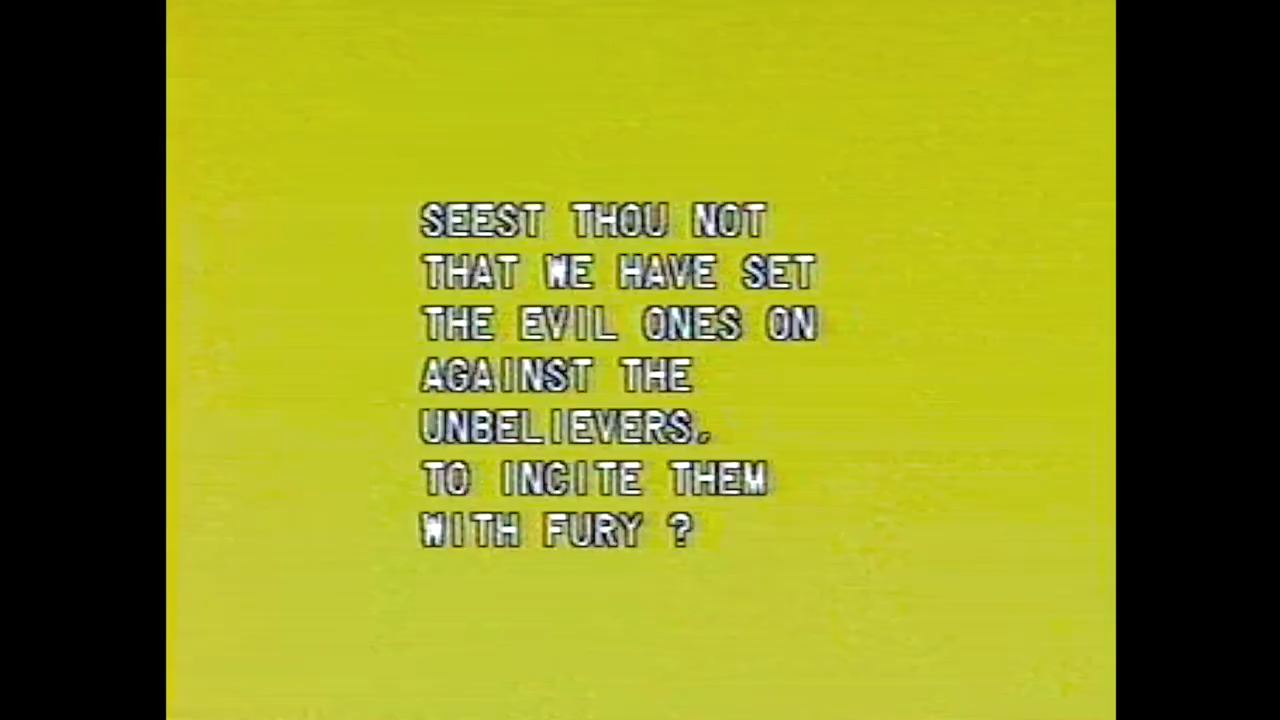 SEEST THOU NOT
THAT WE HAVE SET
THE EVIL ONES ON
AGAINST THE
UNBELIEVERS,
TO INCITE THEM
WITH FURY ?